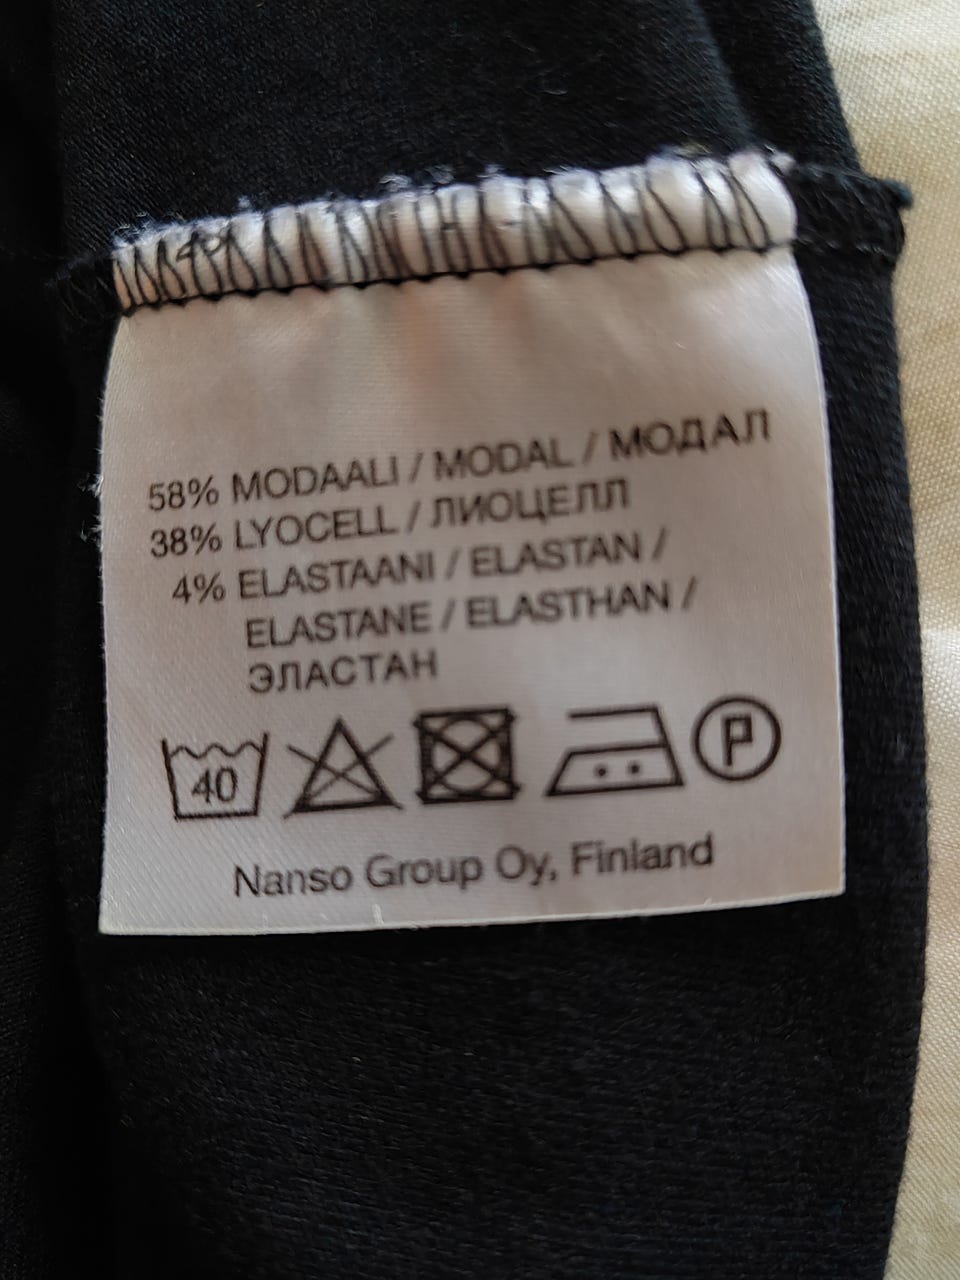 58% MODAALI / MODAL / МОДАЛ
38% LYOCELL / ЛИОЦЕЛЛ
4% ELASTAANI / ELASTAN /
ELASTANE / ELASTHAN /
ЭЛАСТАН
40 P
Nanso Group Oy, Finland